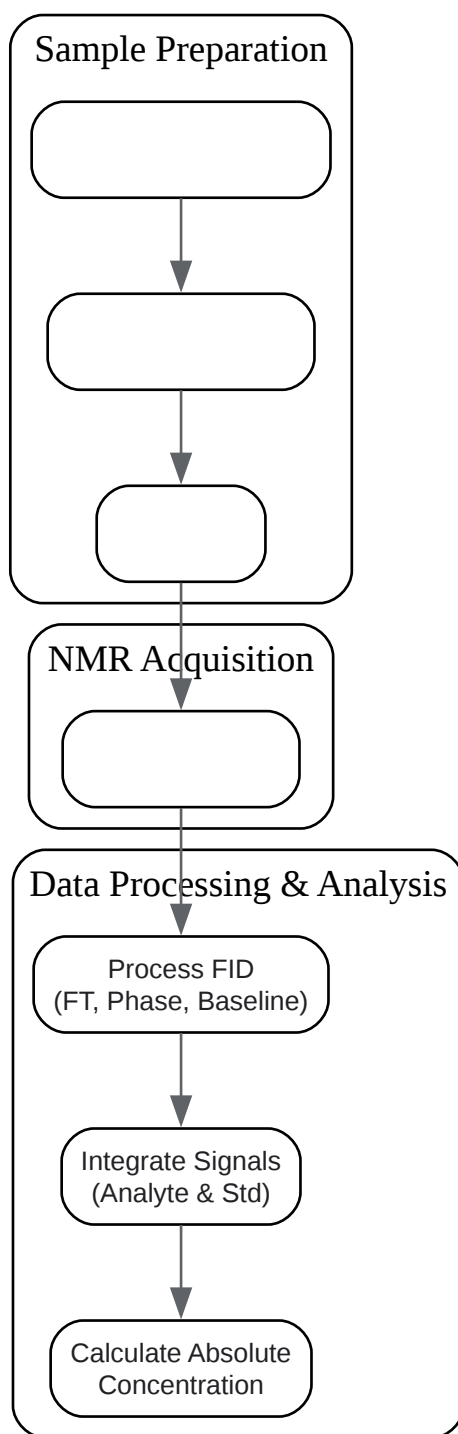 Sample Preparation
NMR Acquisition
Data Processing & Analysis
Process FID
(FT, Phase, Baseline)
Integrate Signals
(Analyte & Std)
Calculate Absolute
Concentration